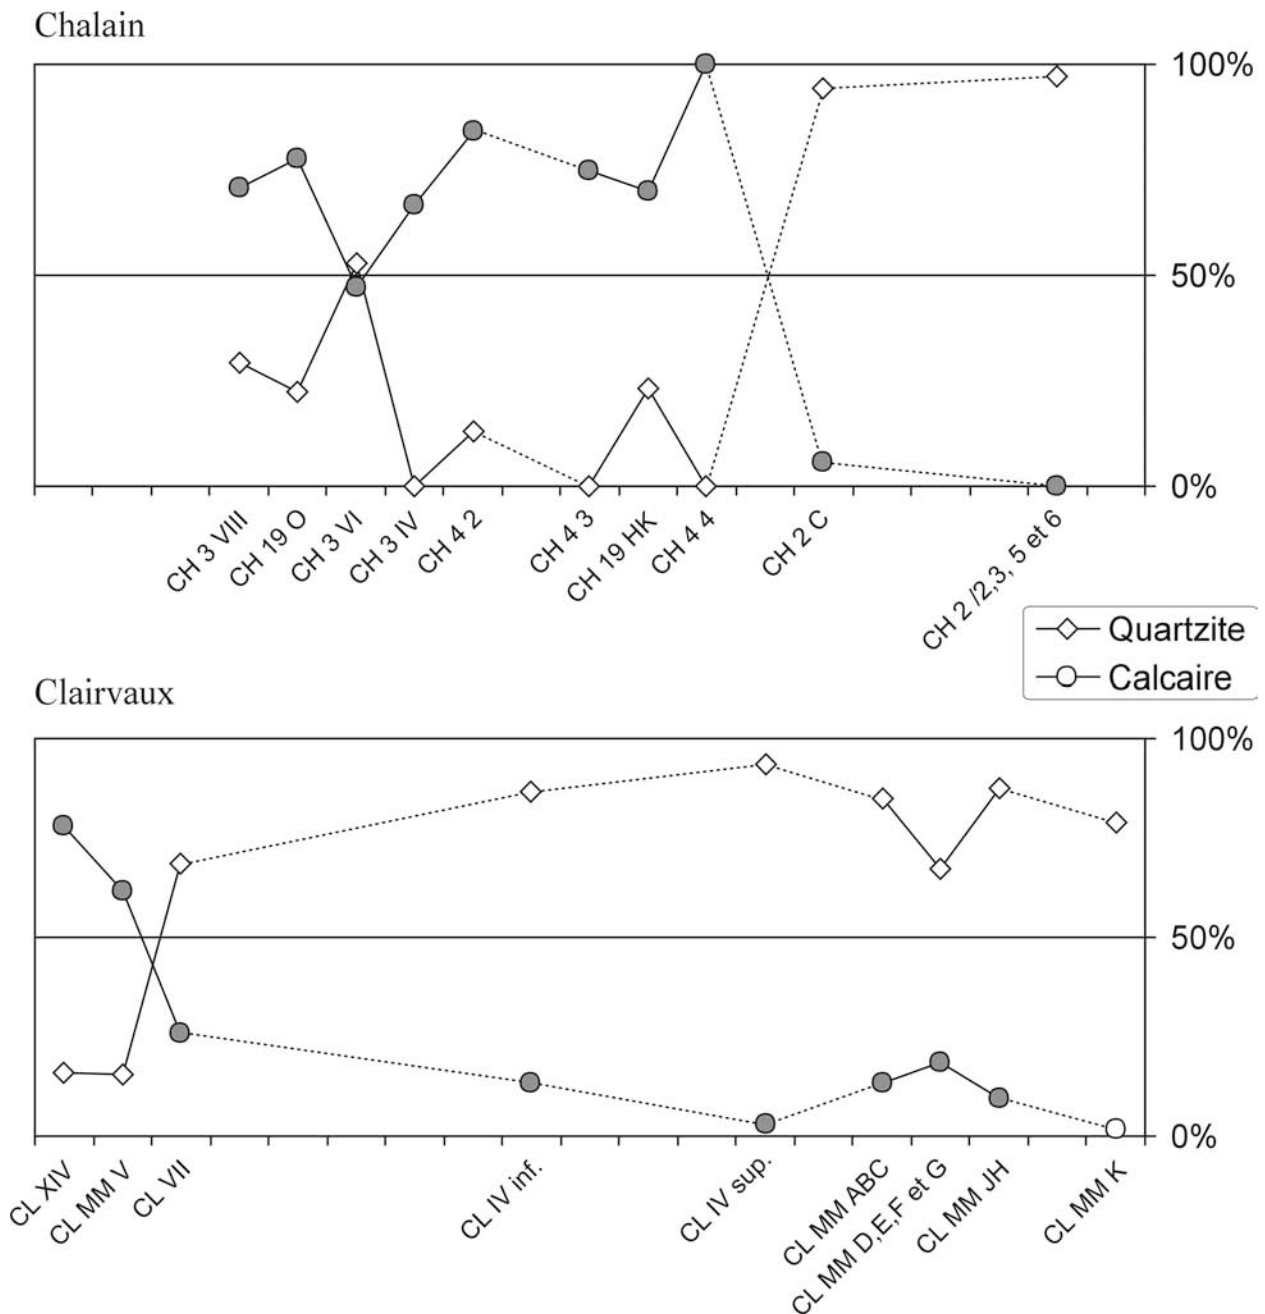 Chalain
100%
50%
0%
CH 3 VIII
CH 19 O
CH 3 VI
CH 3 IV
CH 4 2
CH 4 3
CH 19 HK
CH 4 4
CH 2 C
CH 2 /2,3, 5 et 6
Quartzite
Calcaire
Clairvaux
100%
50%
0%
CL XIV
CL MM V
CL VII
CL IV inf.
CL IV sup.
CL MM ABC
CL MM D,E,F et G
CL MM JH
CL MM K